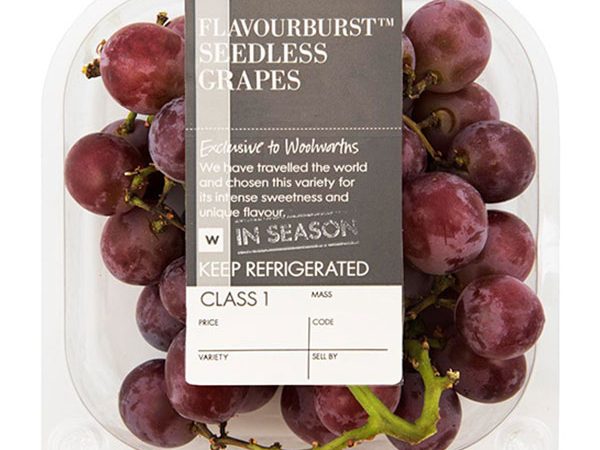 FLAVOURBURST™
SEEDLESS
GRAPES
Exclusive to Woolworths
We have travelled the world
and chosen this variety for
its intense sweetness and
unique flavour.
W IN SEASON
KEEP REFRIGERATED
CLASS 1 MASS
PRICE CODE
VARIETY SELL BY